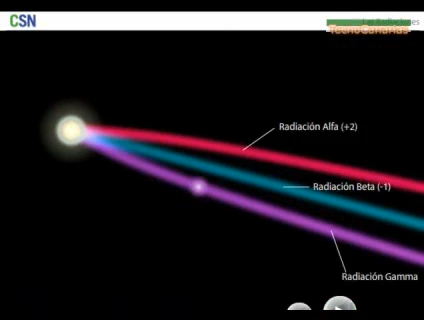 CSN
TecnoCanarias
Radiación Alfa (+2)
Radiación Beta (-1)
Radiación Gamma